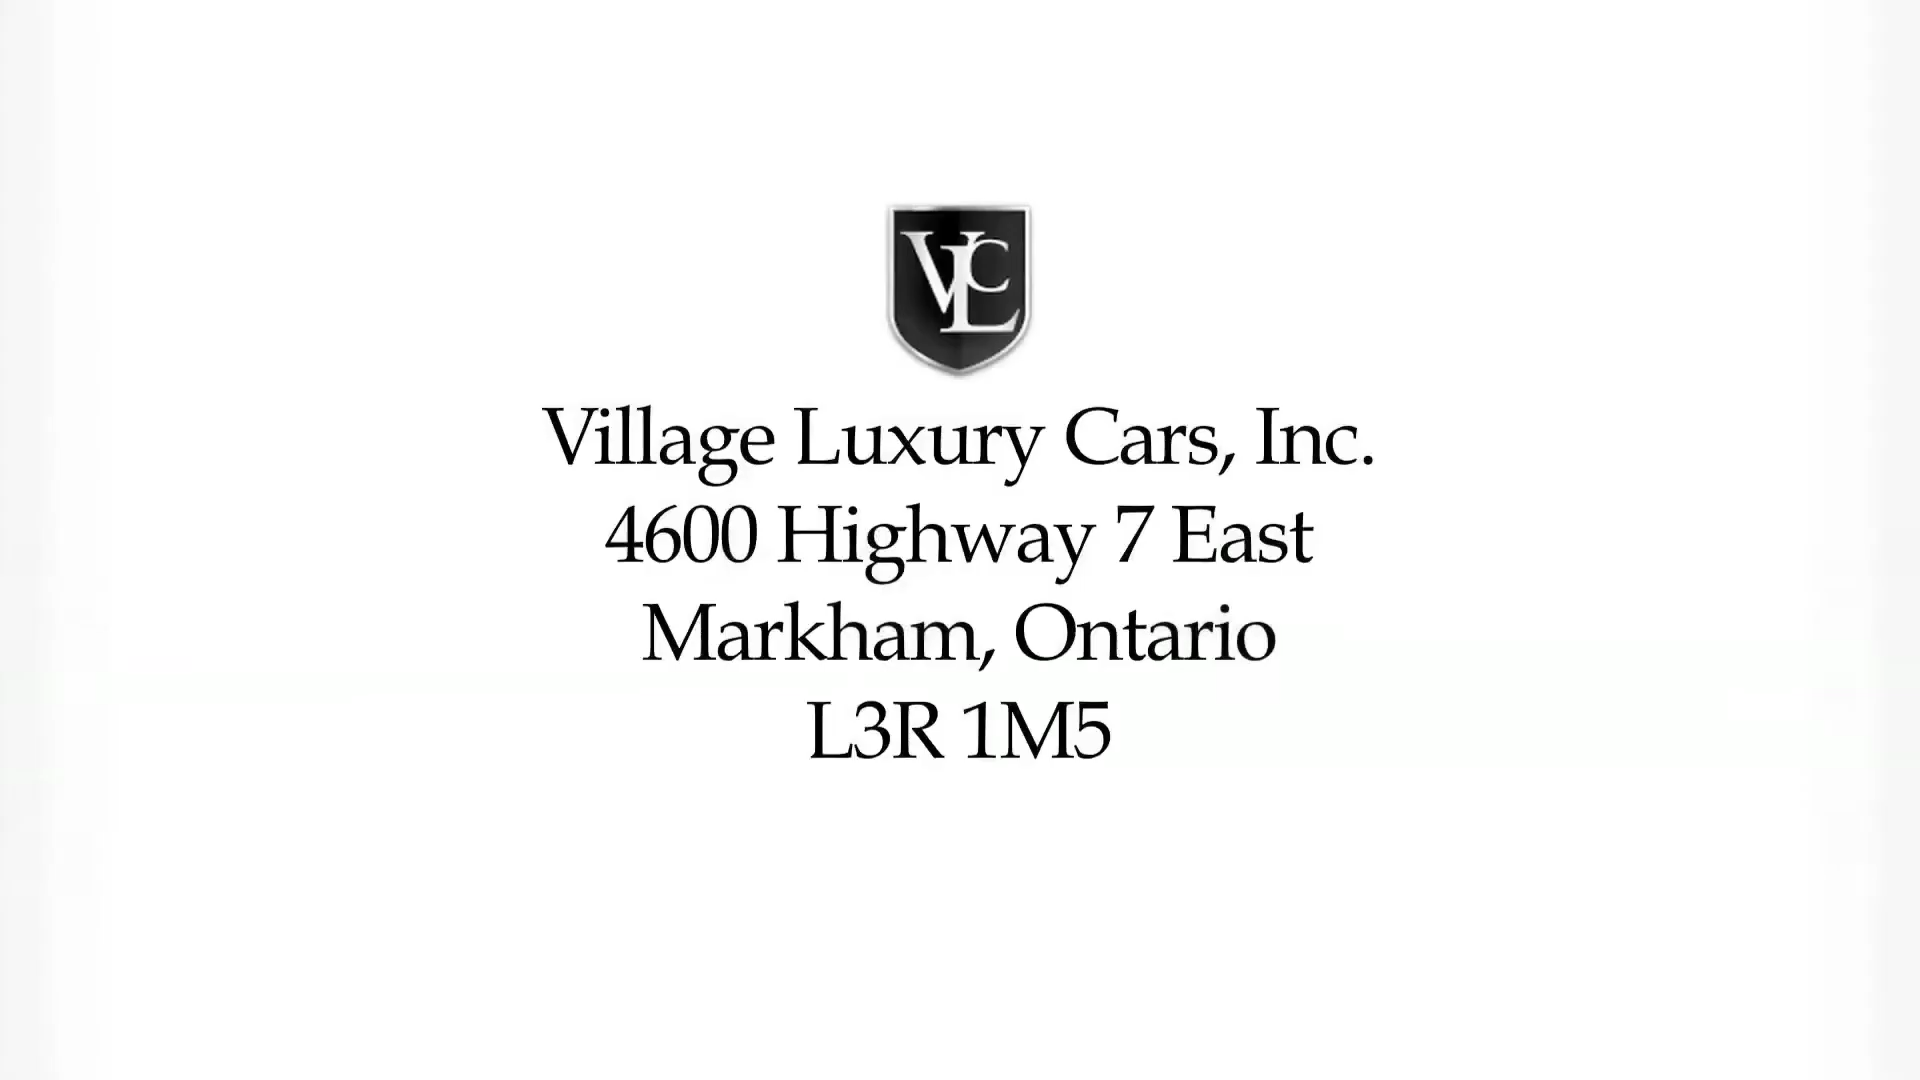 VLC
Village Luxury Cars, Inc.
4600 Highway 7 East
Markham, Ontario
L3R 1M5